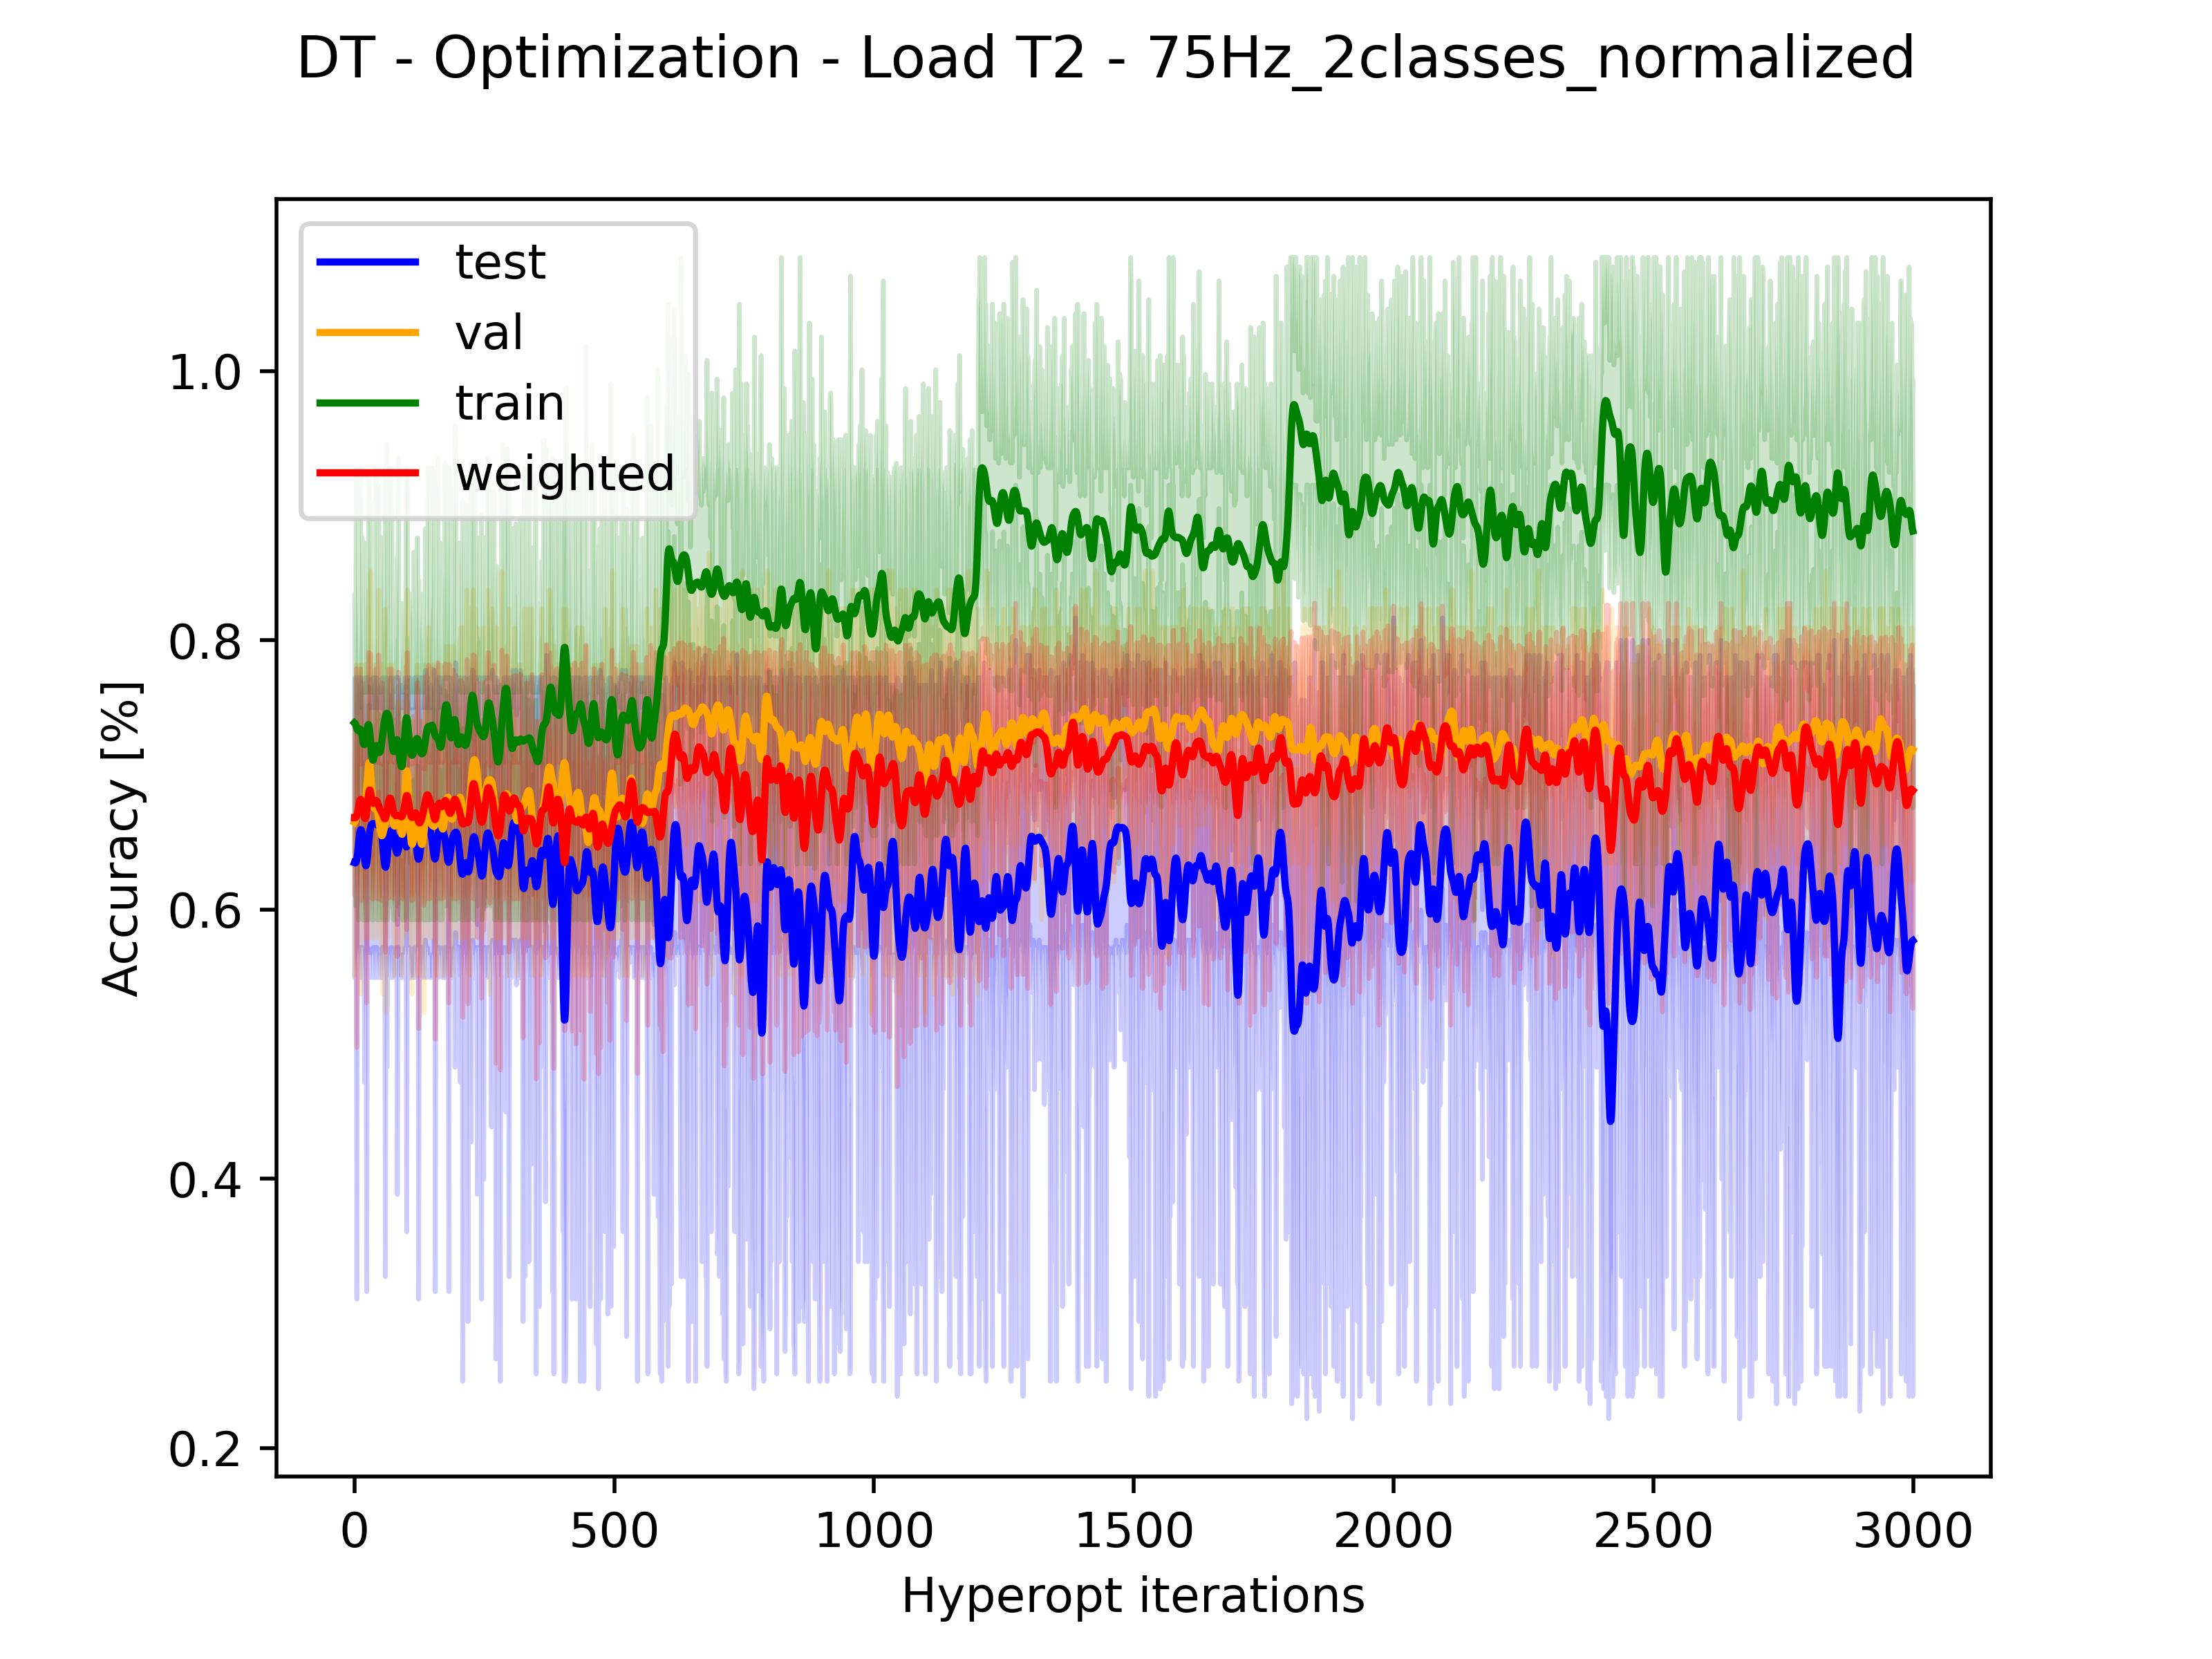 DT - Optimization - Load T2 - 75Hz_2classes_normalized
test
val
train
weighted
Accuracy [%]
1.0
0.8
0.6
0.4
0.2
0 500 1000 1500 2000 2500 3000
Hyperopt iterations